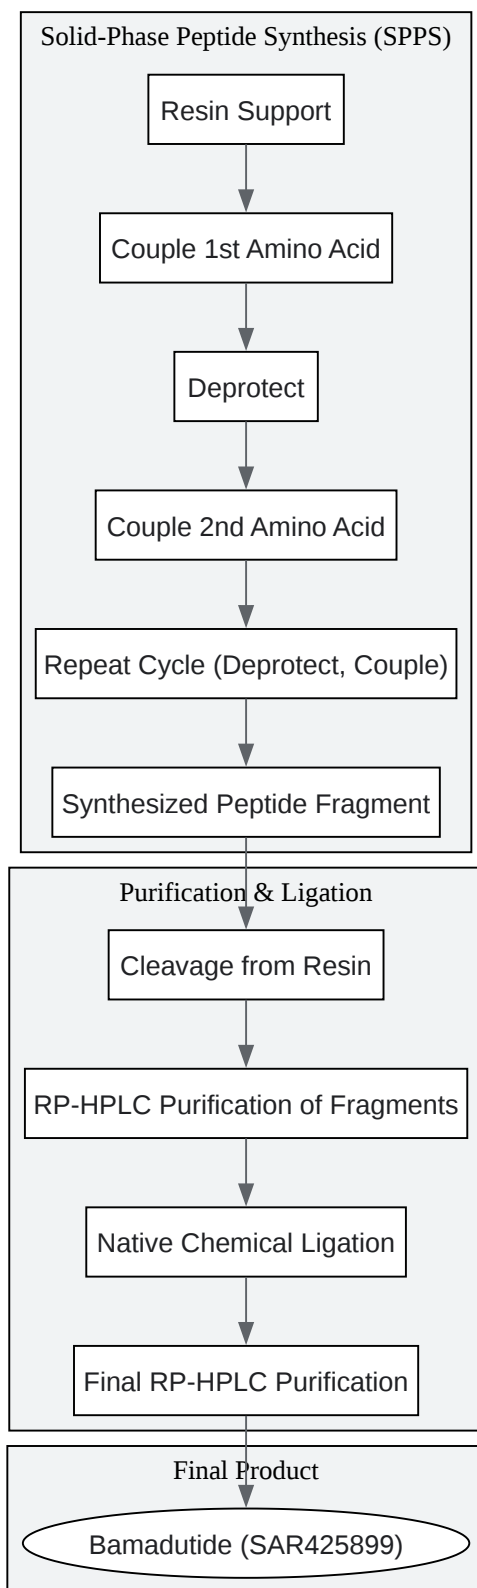 Solid-Phase Peptide Synthesis (SPPS)
Resin Support
Couple 1st Amino Acid
Deprotect
Couple 2nd Amino Acid
Repeat Cycle (Deprotect, Couple)
Synthesized Peptide Fragment
Purification & Ligation
Cleavage from Resin
RP-HPLC Purification of Fragments
Native Chemical Ligation
Final RP-HPLC Purification
Final Product
Bamadutide (SAR425899)